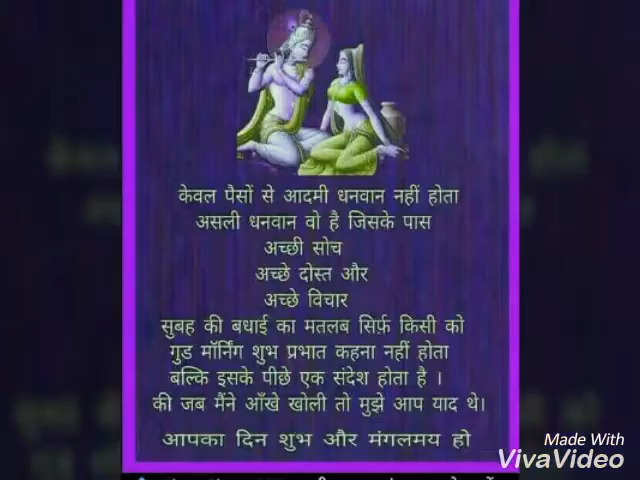 केवल पैसों से आदमी धनवान नहीं होता
असली धनवान वो है जिसके पास
अच्छी सोच
अच्छे दोस्त और
अच्छे विचार
सुबह की बधाई का मतलब सिर्फ़ किसी को
गुड मॉर्निंग शुभ प्रभात कहना नहीं होता
बल्कि इसके पीछे एक संदेश होता है ।
की जब मैंने आँखे खोली तो मुझे आप याद थे।
आपका दिन शुभ और मंगलमय हो
Made With
VivaVideo